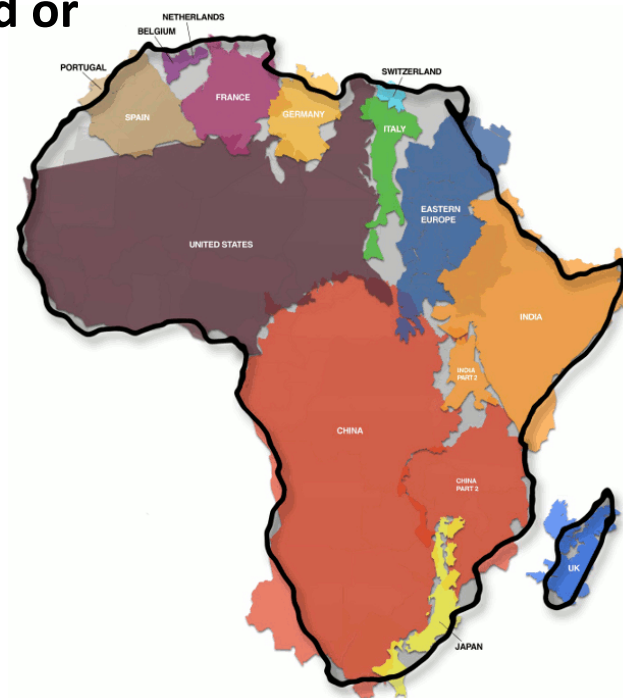 d or
NETHERLANDS
BELGIUM
PORTUGAL
SWITZERLAND
FRANCE
GERMANY
SPAIN
ITALY
EASTERN
EUROPE
UNITED STATES
INDIA
INDIA
PART 2
CHINA
CHINA
PART 2
UK
JAPAN